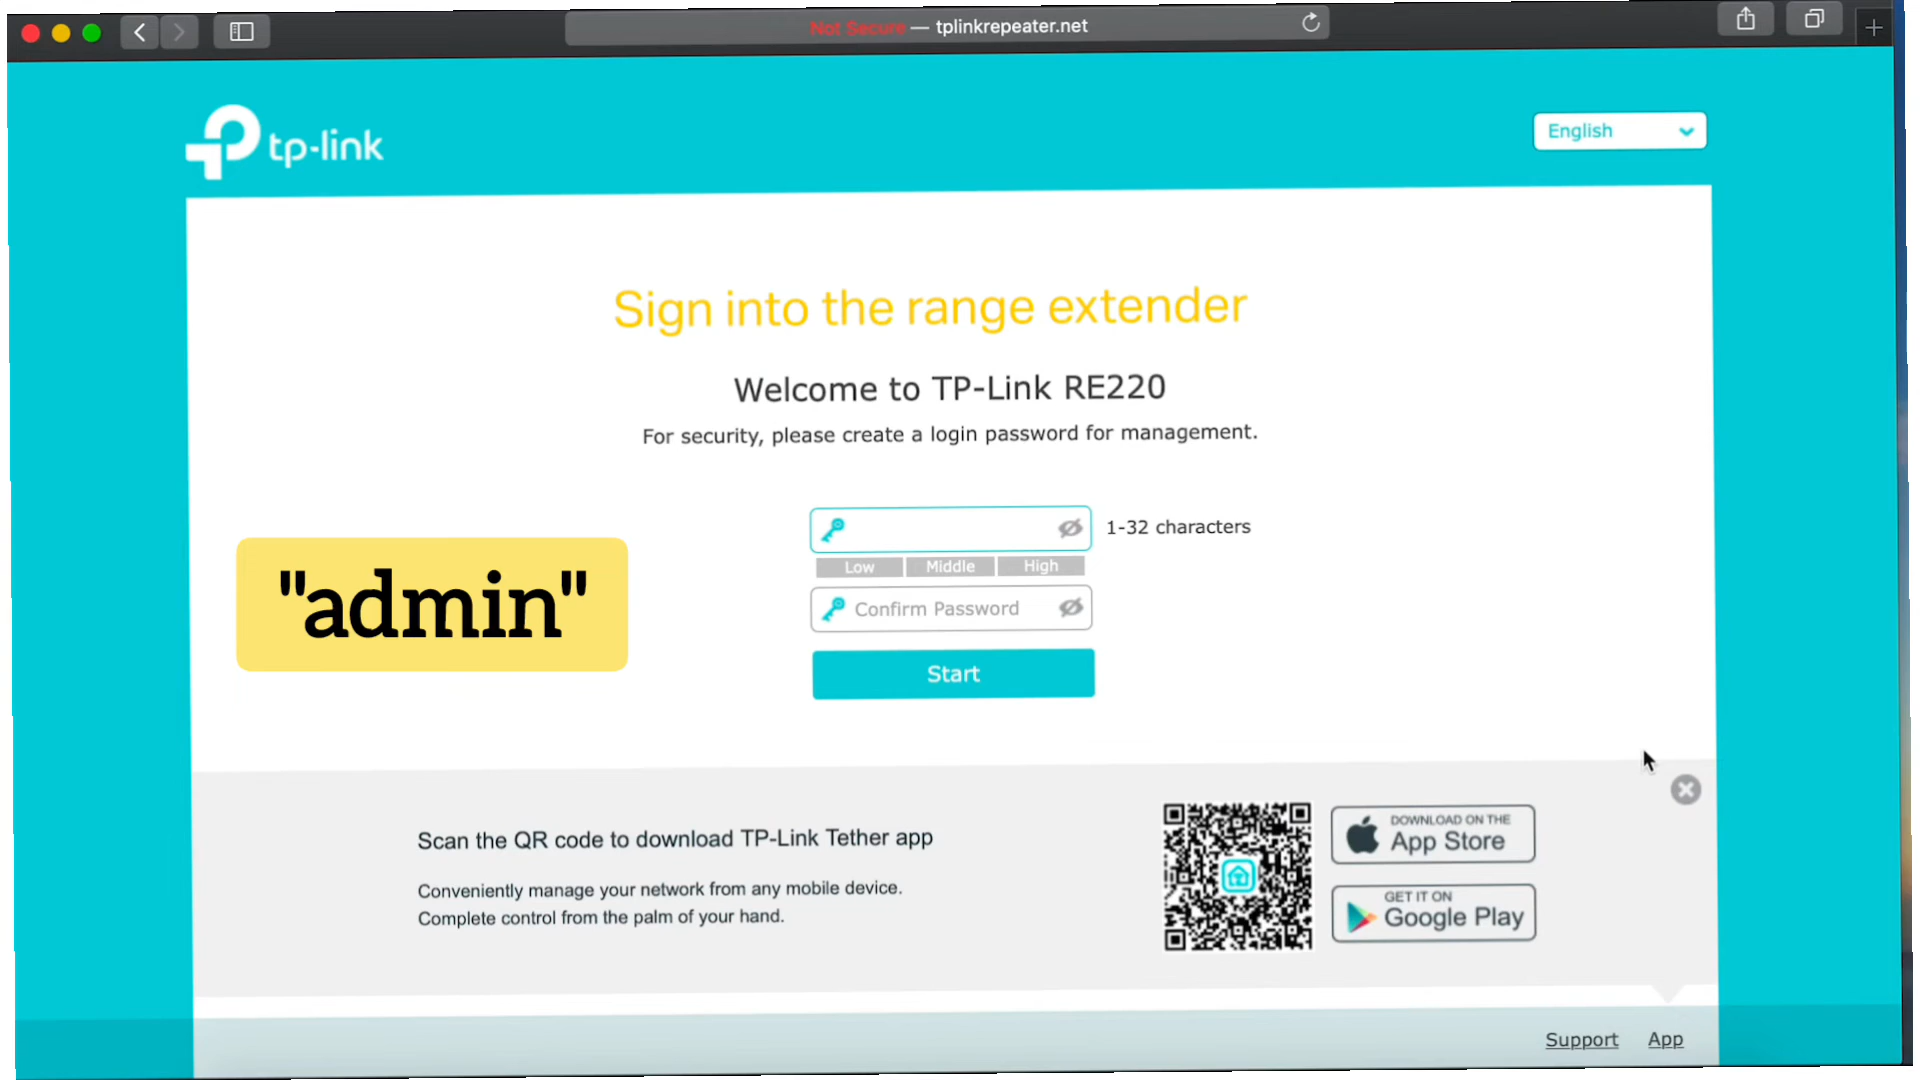 Not Secure — tplinkrepeater.net
tp-link
English
Sign into the range extender
Welcome to TP-Link RE220
For security, please create a login password for management.
1-32 characters
Low Middle High
"admin"
Confirm Password
Start
Scan the QR code to download TP-Link Tether app
Conveniently manage your network from any mobile device.
Complete control from the palm of your hand.
DOWNLOAD ON THE
App Store
GET IT ON
Google Play
Support App